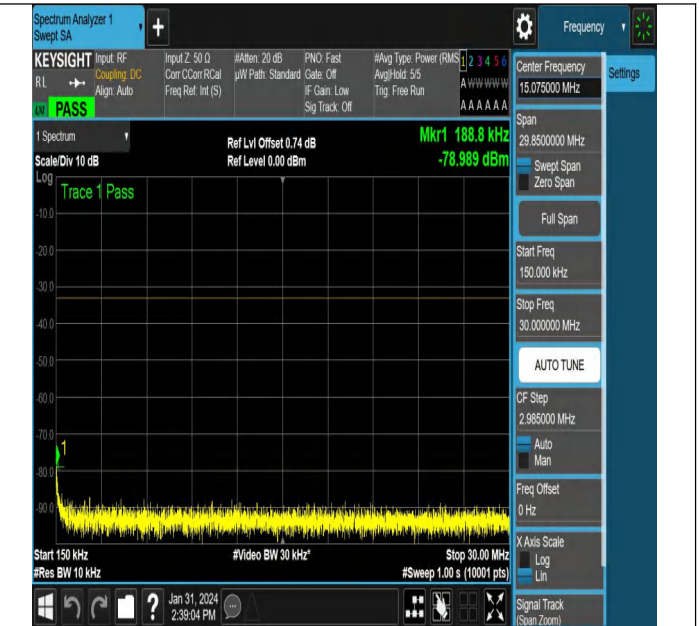 Spectrum Analyzer 1
Swept SA
+
Frequency
KEYSIGHT
RL
PASS
Input: RF
Coupling: DC
Align: Auto
Input Z: 50 Ω
Corr CCorr RCal
Freq Ref: Int (S)
#Atten: 20 dB
µW Path: Standard
PNO: Fast
Gate: Off
IF Gain: Low
Sig Track: Off
#Avg Type: Power (RMS
Avg|Hold: 5/5
Trig: Free Run
1 2 3 4 5 6
A W W W W W
A A A A A A
1 Spectrum
Scale/Div 10 dB
Ref Lvl Offset 0.74 dB
Ref Level 0.00 dBm
Mkr1 188.8 kHz
-78.989 dBm
Log
Trace 1 Pass
-10.0
-20.0
-30.0
-40.0
-50.0
-60.0
-70.0
1
-80.0
-90.0
Start 150 kHz
#Video BW 30 kHz*
Stop 30.00 MHz
#Res BW 10 kHz
#Sweep 1.00 s (10001 pts)
?
Jan 31, 2024
2:39:04 PM
Center Frequency
15.075000 MHz
Settings
Span
29.8500000 MHz
Swept Span
Zero Span
Full Span
Start Freq
150.000 kHz
Stop Freq
30.000000 MHz
AUTO TUNE
CF Step
2.985000 MHz
Auto
Man
Freq Offset
0 Hz
X Axis Scale
Log
Lin
Signal Track
(Span Zoom)